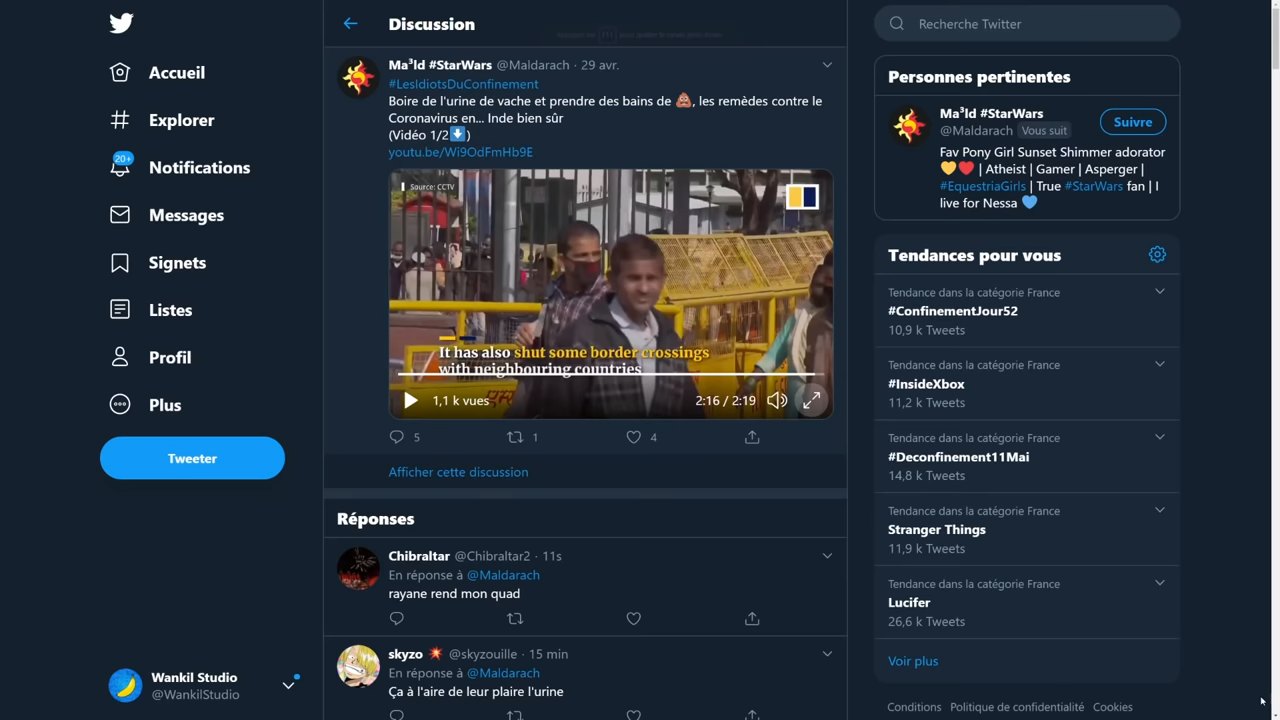 Accueil
Explorer
20+
Notifications
Messages
Signets
Listes
Profil
Plus
Tweeter
Wankil Studio
@WankilStudio
Discussion
Ma³ld #StarWars @Maldarach · 29 avr.
#LesIdiotsDuConfinement
Boire de l'urine de vache et prendre des bains de 💩, les remèdes contre le
Coronavirus en... Inde bien sûr
(Vidéo 1/2⬇)
youtu.be/Wi9OdFmHb9E
Source: CCTV
It has also shut some border crossings
with neighbouring countries
1,1 k vues
2:16 / 2:19
5
1
4
Afficher cette discussion
Réponses
Chibraltar @Chibraltar2 · 11s
En réponse à @Maldarach
rayane rend mon quad
skyzo 💥 @skyzouille · 15 min
En réponse à @Maldarach
Ça à l'aire de leur plaire l'urine
Recherche Twitter
Personnes pertinentes
Ma³ld #StarWars
@Maldarach Vous suit
Suivre
Fav Pony Girl Sunset Shimmer adorator
💛❤️ | Atheist | Gamer | Asperger |
#EquestriaGirls | True #StarWars fan | I
live for Nessa 💙
Tendances pour vous
Tendance dans la catégorie France
#ConfinementJour52
10,9 k Tweets
Tendance dans la catégorie France
#InsideXbox
11,2 k Tweets
Tendance dans la catégorie France
#Deconfinement11Mai
14,8 k Tweets
Tendance dans la catégorie France
Stranger Things
11,9 k Tweets
Tendance dans la catégorie France
Lucifer
26,6 k Tweets
Voir plus
Conditions Politique de confidentialité Cookies